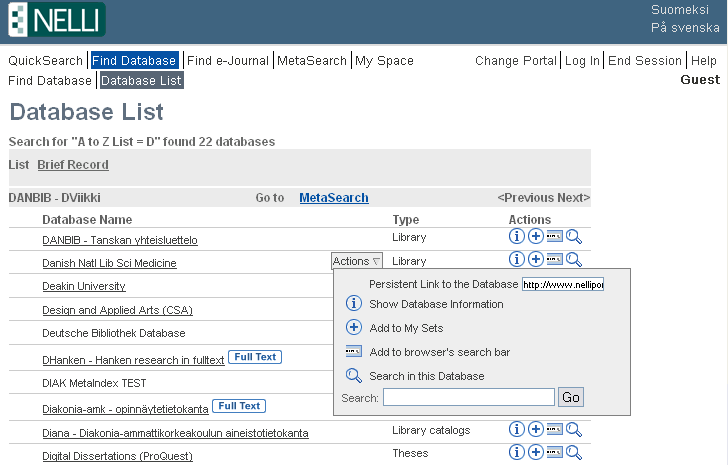 NELLI
Suomeksi
På svenska
QuickSearch Find Database Find e-Journal MetaSearch My Space Change Portal Log In End Session Help
Find Database Database List Guest
Database List
Search for "A to Z List = D" found 22 databases
List Brief Record
DANBIB - DViikki Go to MetaSearch <Previous Next>
Database Name Type Actions
DANBIB - Tanskan yhteisluettelo Library
Danish Natl Lib Sci Medicine Actions Library
Persistent Link to the Database http://www.nellipo
Deakin University
Show Database Information
Design and Applied Arts (CSA)
Add to My Sets
Deutsche Bibliothek Database
Add to browser's search bar
DHanken - Hanken research in fulltext Full Text
Search in this Database
DIAK MetaIndex TEST
Search: Go
Diakonia-amk - opinnäytetietokanta Full Text
Diana - Diakonia-ammattikorkeakoulun aineistotietokanta Library catalogs
Digital Dissertations (ProQuest) Theses